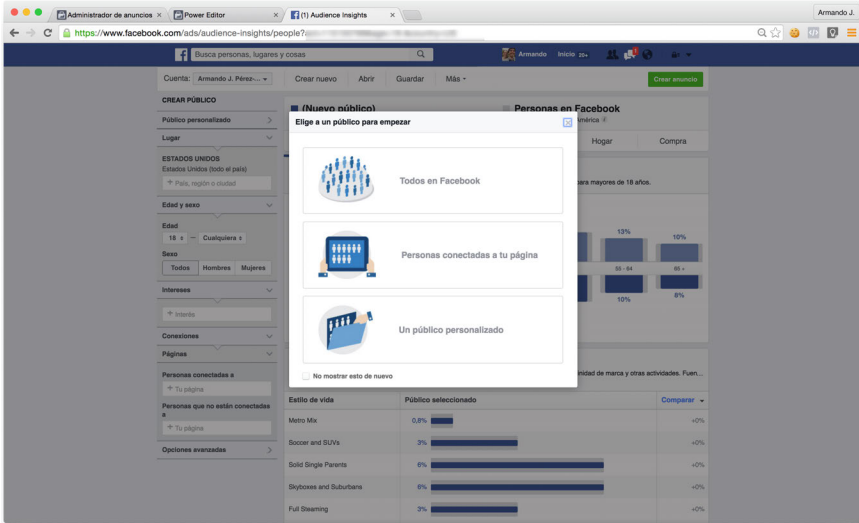 Administrador de anuncios
Power Editor
(1) Audience Insights
Armando J.
https://www.facebook.com/ads/audience-insights/people?
Busca personas, lugares y cosas
Armando
Inicio 20+
Cuenta:
Armando J. Pérez-...
Crear nuevo
Abrir
Guardar
Más
Crear anuncio
CREAR PÚBLICO
Público personalizado
Lugar
ESTADOS UNIDOS
Estados Unidos (todo el país)
+ País, región o ciudad
Edad y sexo
Edad
18 — Cualquiera
Sexo
Todos
Hombres
Mujeres
Intereses
+ Interés
Conexiones
Páginas
Personas conectadas a
+ Tu página
Personas que no están conectadas
a
+ Tu página
Opciones avanzadas
(Nuevo público)
Personas en Facebook
América
Hogar
Compra
para mayores de 18 años.
13%
10%
55 - 64
65 +
10%
8%
Elige a un público para empezar
Todos en Facebook
Personas conectadas a tu página
Un público personalizado
No mostrar esto de nuevo
marca y otras actividades. Fuen...
Estilo de vida
Público seleccionado
Comparar
Metro Mix
0,8%
+0%
Soccer and SUVs
3%
+0%
Solid Single Parents
6%
+0%
Skyboxes and Suburbans
6%
+0%
Full Steaming
3%
+0%